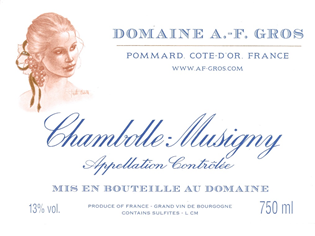 DOMAINE A.-F. GROS
POMMARD, COTE-D'OR, FRANCE
WWW.AF-GROS.COM
Chambolle-Musigny
Appellation Contrôlée
MIS EN BOUTEILLE AU DOMAINE
13% vol.
PRODUCE OF FRANCE - GRAND VIN DE BOURGOGNE
CONTAINS SULFITES - L CM
750 ml